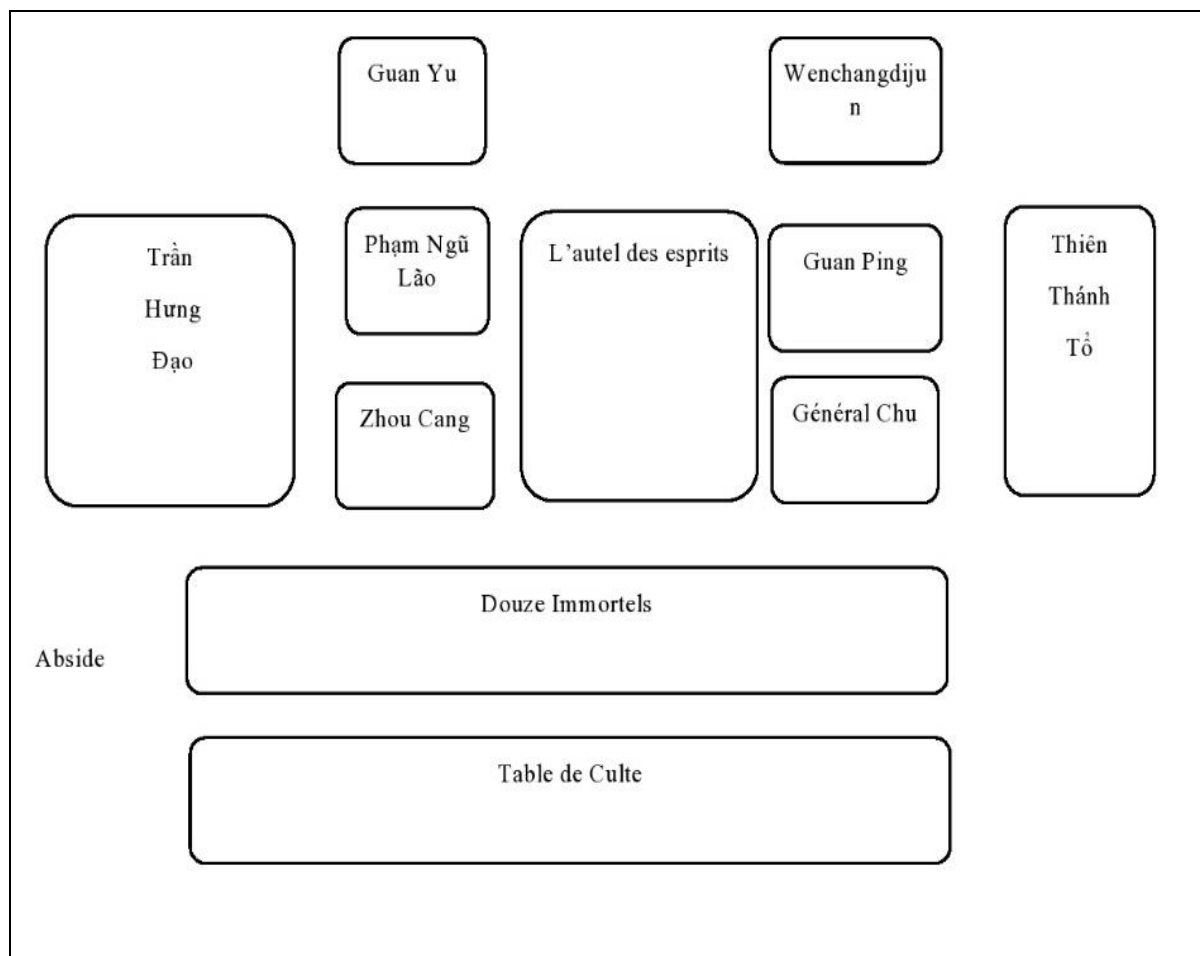 Guan Yu
Wenchangdiju
n
Trần
Hưng
Đạo
Phạm Ngũ
Lão
L'autel des esprits
Guan Ping
Thiên
Thánh
Tổ
Zhou Cang
Général Chu
Douze Immortels
Abside
Table de Culte